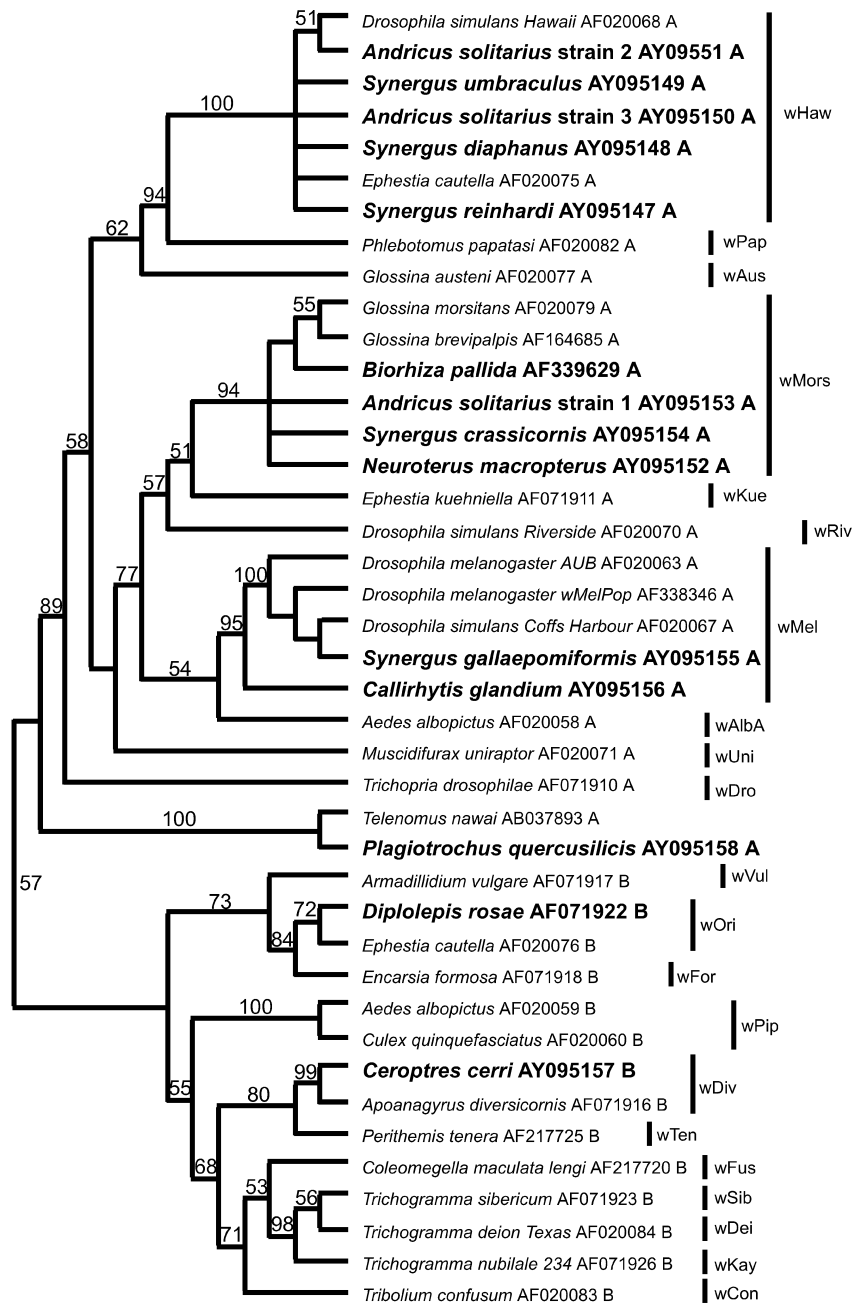 51
Drosophila simulans Hawaii AF020068 A
Andricus solitarius strain 2 AY09551 A
Synergus umbraculus AY095149 A
100
Andricus solitarius strain 3 AY095150 A
wHaw
Synergus diaphanus AY095148 A
Ephestia cautella AF020075 A
94
Synergus reinhardi AY095147 A
62
Phlebotomus papatasi AF020082 A
wPap
Glossina austeni AF020077 A
wAus
55
Glossina morsitans AF020079 A
Glossina brevipalpis AF164685 A
Biorhiza pallida AF339629 A
wMors
94
Andricus solitarius strain 1 AY095153 A
Synergus crassicornis AY095154 A
58
51
Neuroterus macropterus AY095152 A
57
Ephestia kuehniella AF071911 A
wKue
Drosophila simulans Riverside AF020070 A
wRiv
Drosophila melanogaster AUB AF020063 A
77
100
Drosophila melanogaster wMelPop AF338346 A
89
95
Drosophila simulans Coffs Harbour AF020067 A
wMel
Synergus gallaepomiformis AY095155 A
54
Callirhytis glandium AY095156 A
Aedes albopictus AF020058 A
wAlbA
Muscidifurax uniraptor AF020071 A
wUni
Trichopria drosophilae AF071910 A
wDro
100
Telenomus nawai AB037893 A
Plagiotrochus quercusilicis AY095158 A
57
Armadillidium vulgare AF071917 B
wVul
73
72
Diplolepis rosae AF071922 B
wOri
84
Ephestia cautella AF020076 B
Encarsia formosa AF071918 B
wFor
100
Aedes albopictus AF020059 B
wPip
Culex quinquefasciatus AF020060 B
99
Ceroptres cerri AY095157 B
wDiv
55
80
Apoanagyrus diversicornis AF071916 B
Perithemis tenera AF217725 B
wTen
68
Coleomegella maculata lengi AF217720 B
wFus
53
56
Trichogramma sibericum AF071923 B
wSib
71
98
Trichogramma deion Texas AF020084 B
wDei
Trichogramma nubilale 234 AF071926 B
wKay
Tribolium confusum AF020083 B
wCon